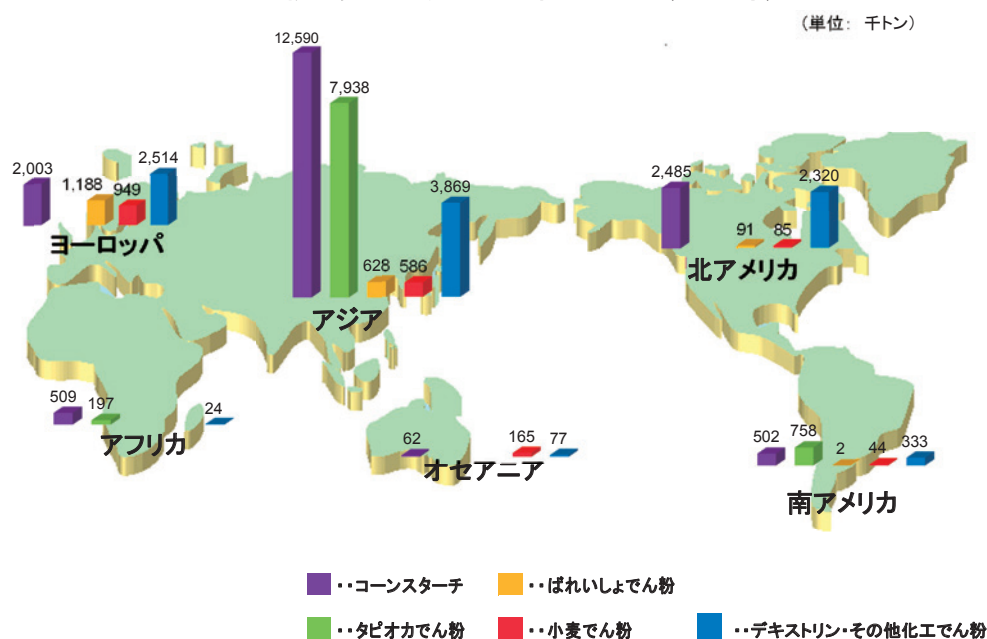 (単位: 千トン)
12,590
7,938
628
586
3,869
アジア
2,003
1,188
949
2,514
ヨーロッパ
2,485
91
85
2,320
北アメリカ
509
197
24
アフリカ
62
165
77
オセアニア
502
758
2
44
333
南アメリカ
・・コーンスターチ
・・ばれいしょでん粉
・・タピオカでん粉
・・小麦でん粉
・・デキストリン・その他化工でん粉